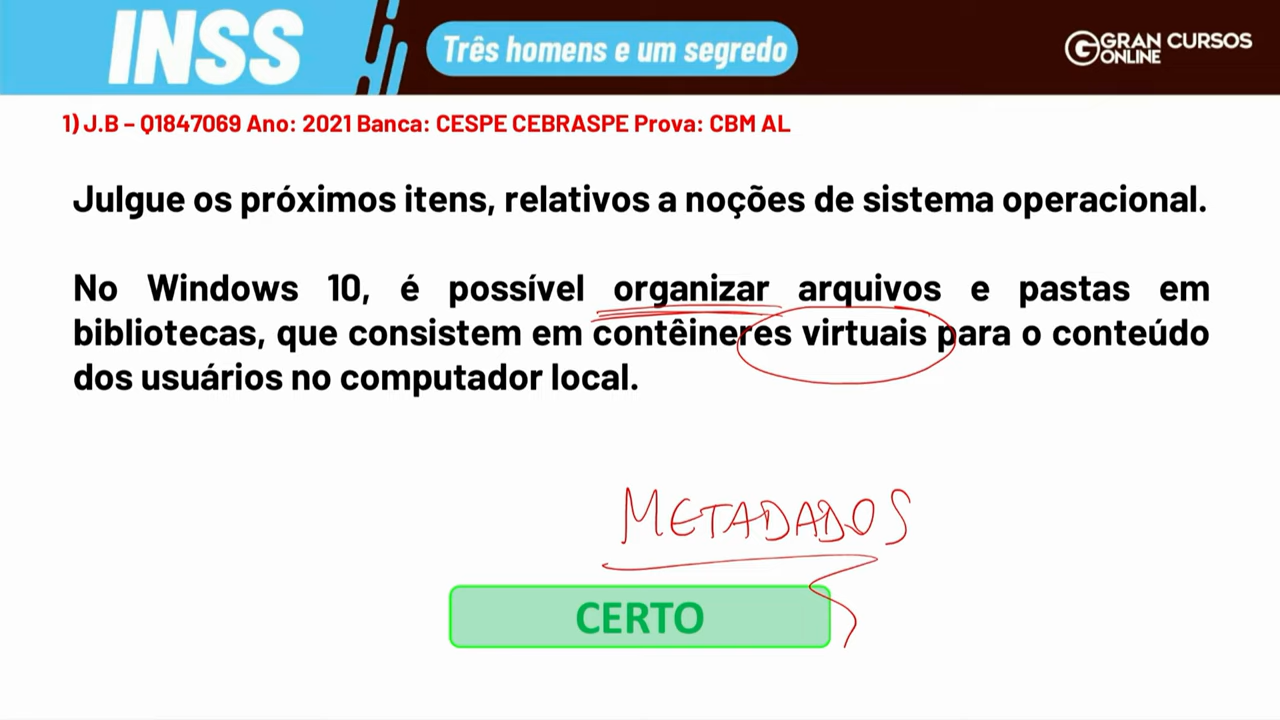 INSS
Três homens e um segredo
GRAN CURSOS
ONLINE
1) J.B – Q1847069 Ano: 2021 Banca: CESPE CEBRASPE Prova: CBM AL
Julgue os próximos itens, relativos a noções de sistema operacional.
No Windows 10, é possível organizar arquivos e pastas em
bibliotecas, que consistem em contêineres virtuais para o conteúdo
dos usuários no computador local.
METADADOS
CERTO